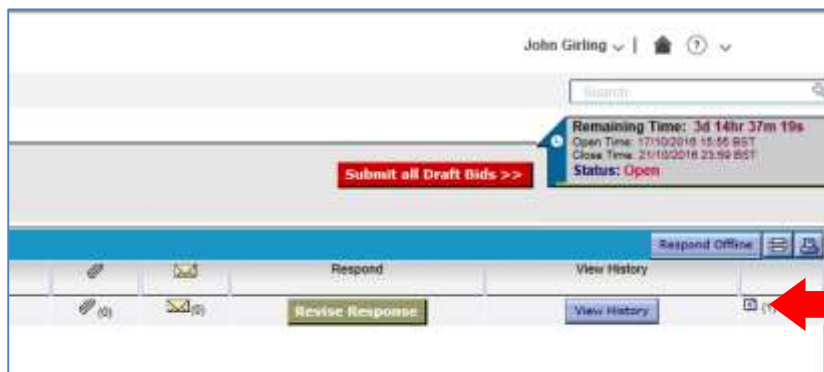 John Girling
Search
Remaining Time: 3d 14hr 37m 19s
Open Time: 17/10/2016 15:55 BST
Close Time: 21/10/2016 23:59 BST
Status: Open
Submit all Draft Bids >>
Respond Offline
Respond View History
(0) (0) Revise Response View History (1)